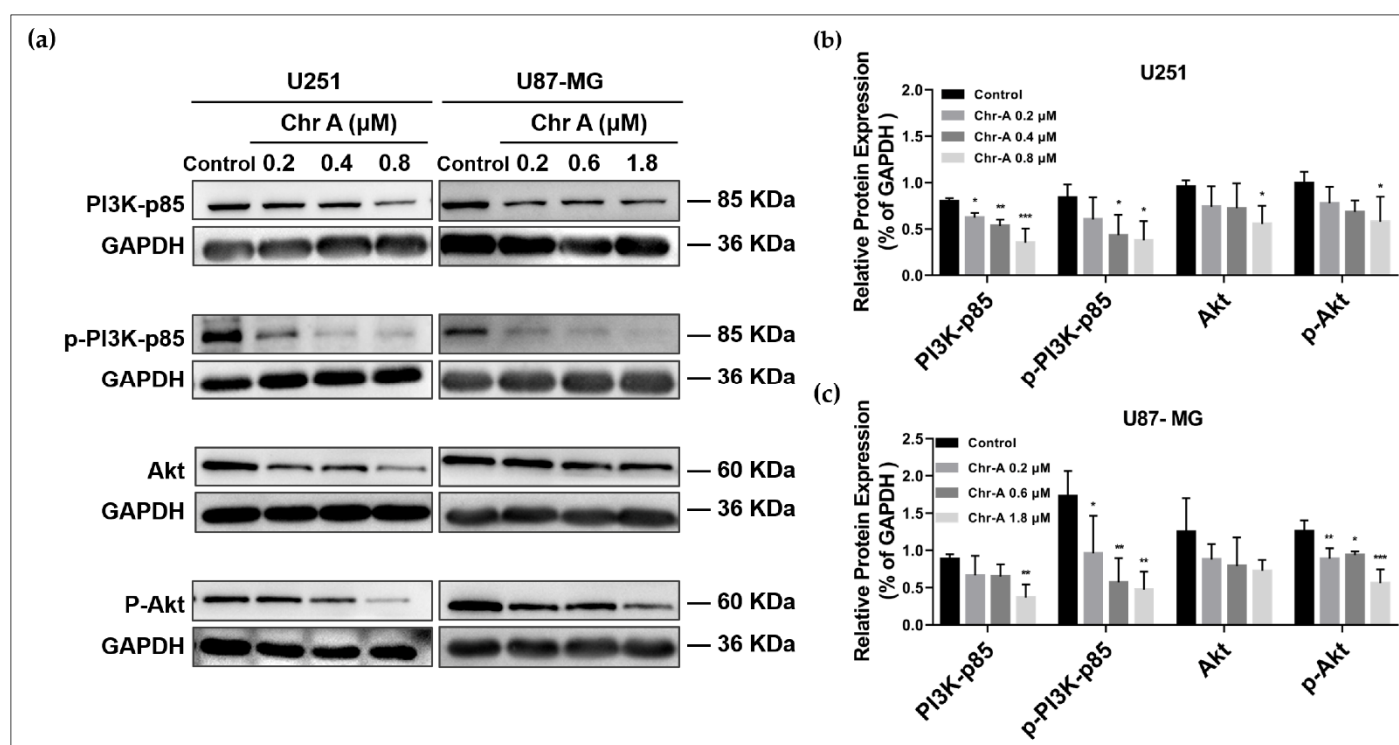 (a)
U251 U87-MG
Chr A (μM) Chr A (μM)
Control 0.2 0.4 0.8 Control 0.2 0.6 1.8
PI3K-p85 — 85 KDa
GAPDH — 36 KDa
p-PI3K-p85 — 85 KDa
GAPDH — 36 KDa
Akt — 60 KDa
GAPDH — 36 KDa
P-Akt — 60 KDa
GAPDH — 36 KDa
(b)
U251
Relative Protein Expression
(% of GAPDH )
2.0
1.5
1.0
0.5
0.0
Control
Chr-A 0.2 μM
Chr-A 0.4 μM
Chr-A 0.8 μM
* ** *** * * * *
PI3K-p85
p-PI3K-p85
Akt
p-Akt
(c)
U87- MG
Relative Protein Expression
(% of GAPDH )
2.5
2.0
1.5
1.0
0.5
0.0
Control
Chr-A 0.2 μM
Chr-A 0.6 μM
Chr-A 1.8 μM
** * ** ** ** * ***
PI3K-p85
p-PI3K-p85
Akt
p-Akt